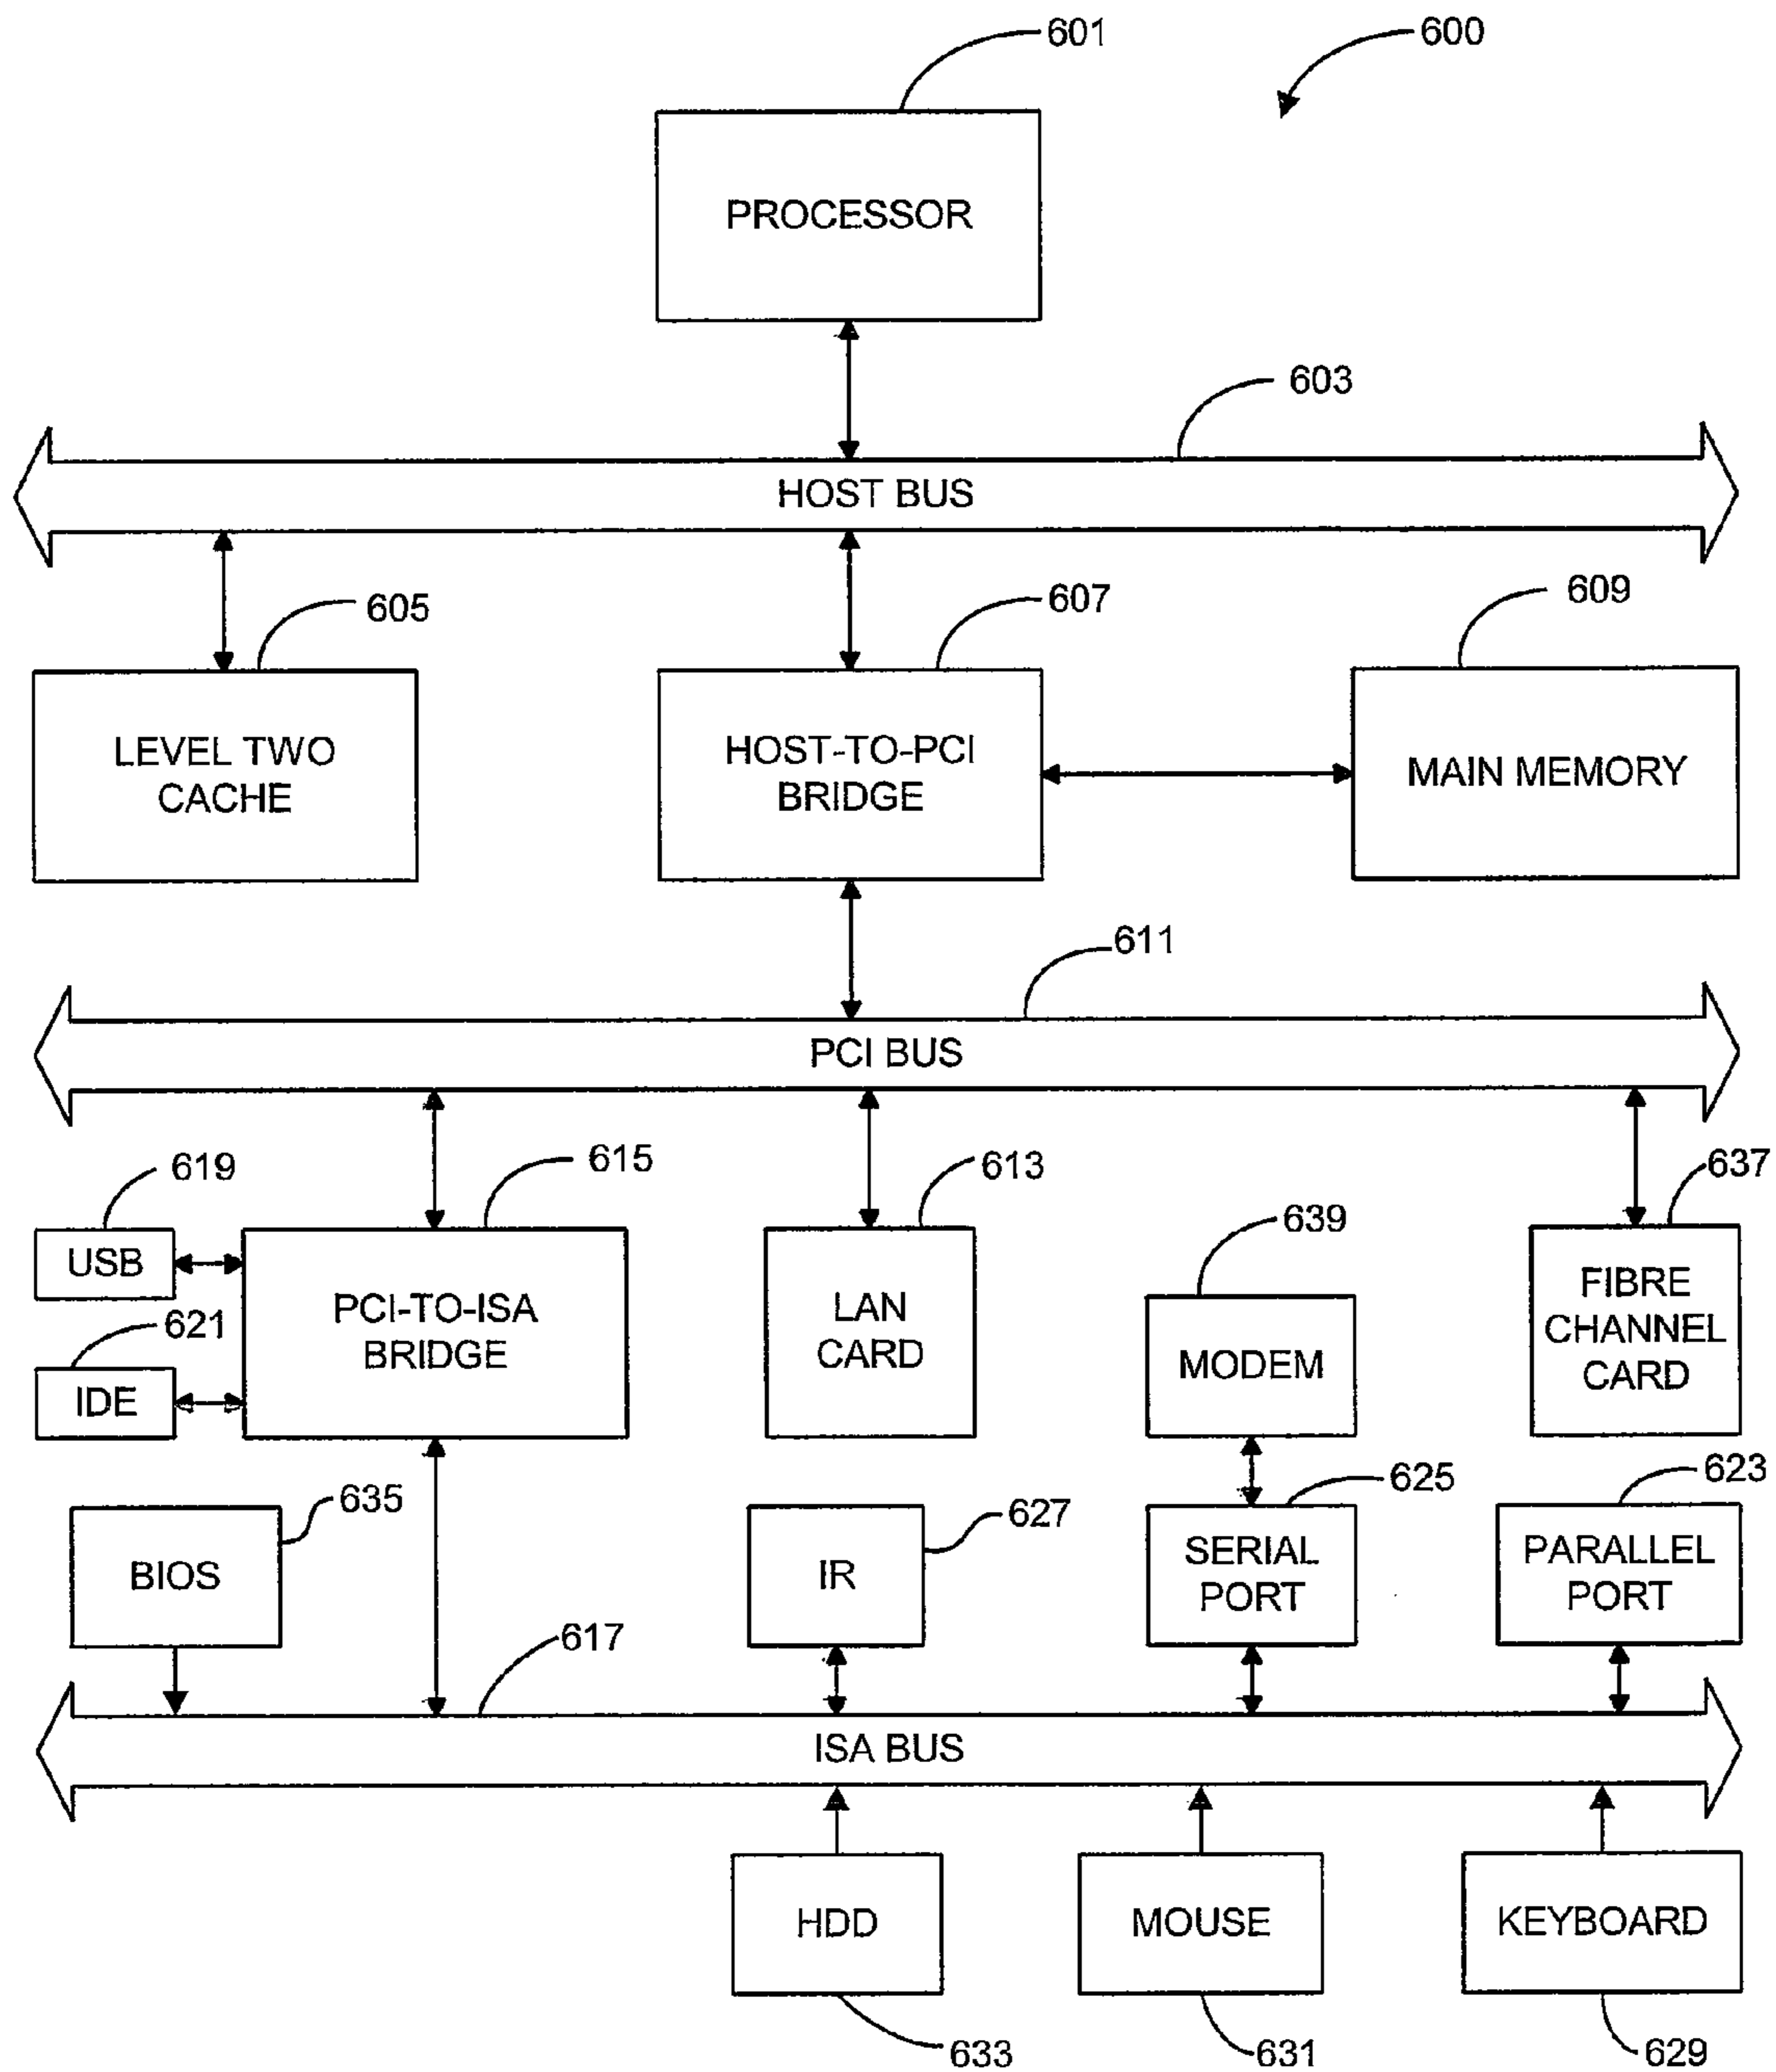 601
600
PROCESSOR
603
HOST BUS
605
607
609
LEVEL TWO
CACHE
HOST-TO-PCI
BRIDGE
MAIN MEMORY
611
PCI BUS
619
615
613
639
637
USB
PCI-TO-ISA
BRIDGE
LAN
CARD
MODEM
FIBRE
CHANNEL
CARD
621
IDE
635
627
625
623
BIOS
IR
SERIAL
PORT
PARALLEL
PORT
617
ISA BUS
HDD
MOUSE
KEYBOARD
633
631
629